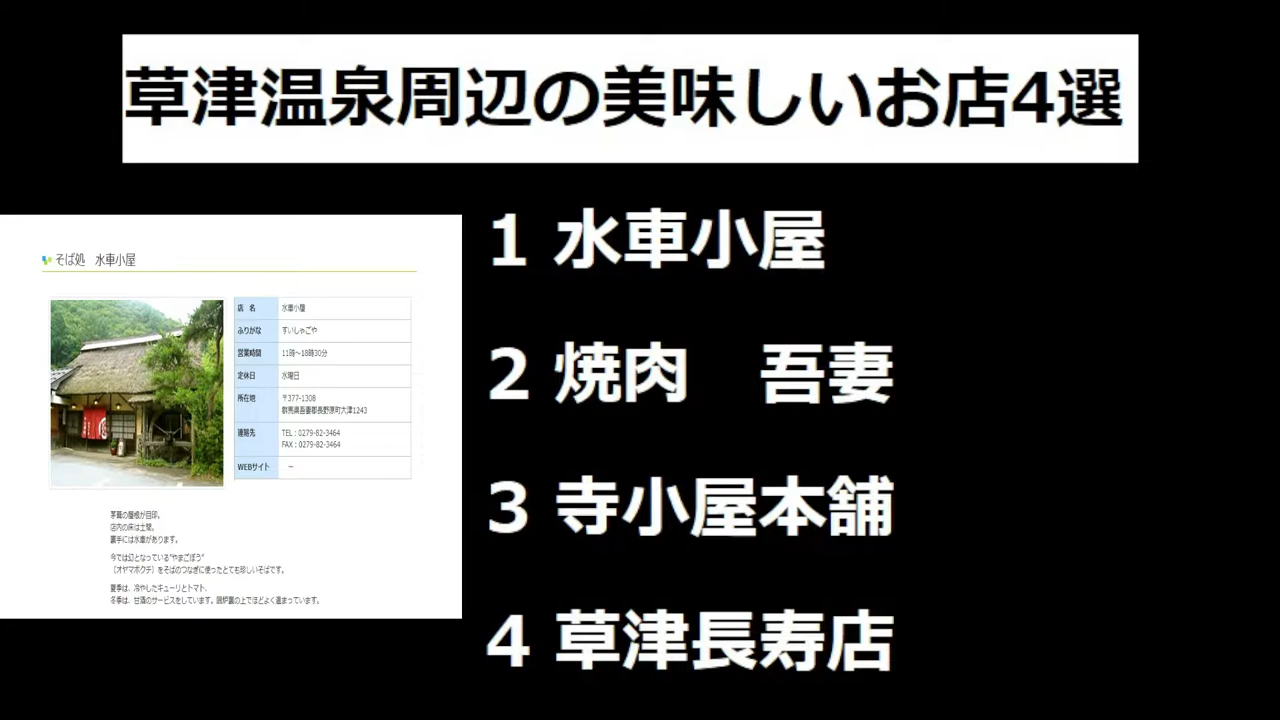 草津温泉周辺の美味しいお店4選
1 水車小屋
2 焼肉　吾妻
3 寺小屋本舗
4 草津長寿店
そば処　水車小屋
店　名　水車小屋
ふりがな　すいしゃごや
営業時間　11時～18時30分
定休日　水曜日
所在地　〒377-1308
群馬県吾妻郡長野原町大津1243
連絡先　TEL：0279-82-3464
FAX：0279-82-3464
WEBサイト　－
茅葺の屋根が目印。
店内の床は土間。
裏手には水車があります。
今では幻となっている"やまごぼう"
（オヤマボクチ）をそばのつなぎに使ったとても珍しいそばです。
夏季は、冷やしたキューリとトマト、
冬季は、甘酒のサービスをしています。囲炉裏の上でほどよく温まっています。